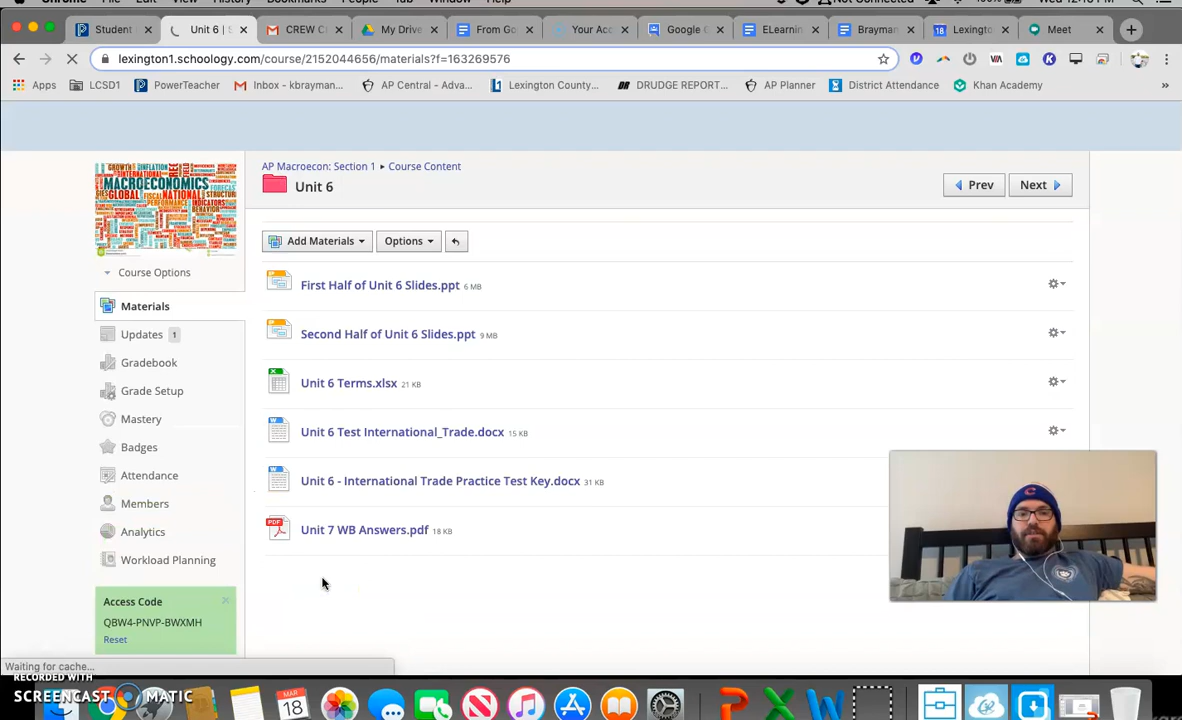 Student
Unit 6 | S
CREW C
My Drive
From Go
Your Acc
Google C
ELearnin
Brayman
18 Lexingto
Meet
lexington1.schoology.com/course/2152044656/materials?f=163269576
Apps LCSD1 PowerTeacher Inbox - kbrayman... AP Central - Adva... Lexington County... DRUDGE REPORT... AP Planner District Attendance Khan Academy
AP Macroecon: Section 1 ▸ Course Content
Unit 6
Prev
Next
MACROECONOMICS
Add Materials
Options
Course Options
Materials
Updates 1
Gradebook
Grade Setup
Mastery
Badges
Attendance
Members
Analytics
Workload Planning
First Half of Unit 6 Slides.ppt 6 MB
Second Half of Unit 6 Slides.ppt 9 MB
Unit 6 Terms.xlsx 21 KB
Unit 6 Test International_Trade.docx 15 KB
Unit 6 - International Trade Practice Test Key.docx 31 KB
Unit 7 WB Answers.pdf 18 KB
Access Code
QBW4-PNVP-BWXMH
Reset
Waiting for cache...
RECORDED WITH
SCREENCAST MATIC
MAR
18